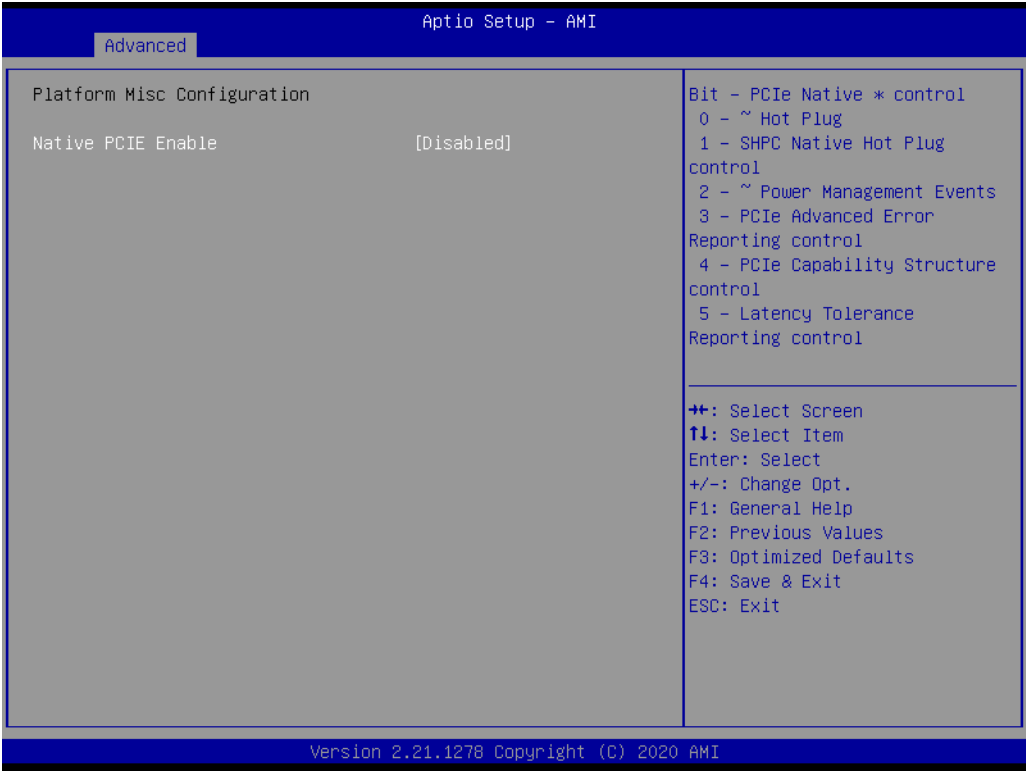 Aptio Setup – AMI
Advanced
Platform Misc Configuration
Native PCIE Enable [Disabled]
Bit – PCIe Native * control
0 – ~ Hot Plug
1 – SHPC Native Hot Plug
control
2 – ~ Power Management Events
3 – PCIe Advanced Error
Reporting control
4 – PCIe Capability Structure
control
5 – Latency Tolerance
Reporting control
→←: Select Screen
↑↓: Select Item
Enter: Select
+/-: Change Opt.
F1: General Help
F2: Previous Values
F3: Optimized Defaults
F4: Save & Exit
ESC: Exit
Version 2.21.1278 Copyright (C) 2020 AMI